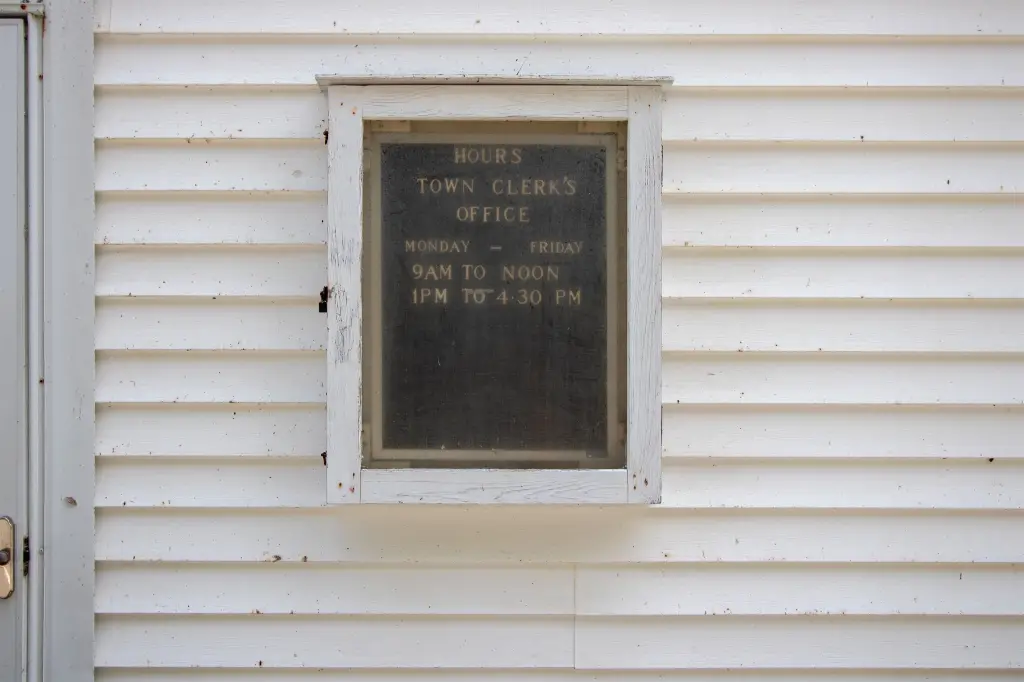 HOURS
TOWN CLERK'S
OFFICE
MONDAY – FRIDAY
9AM TO NOON
1PM TO 4·30 PM